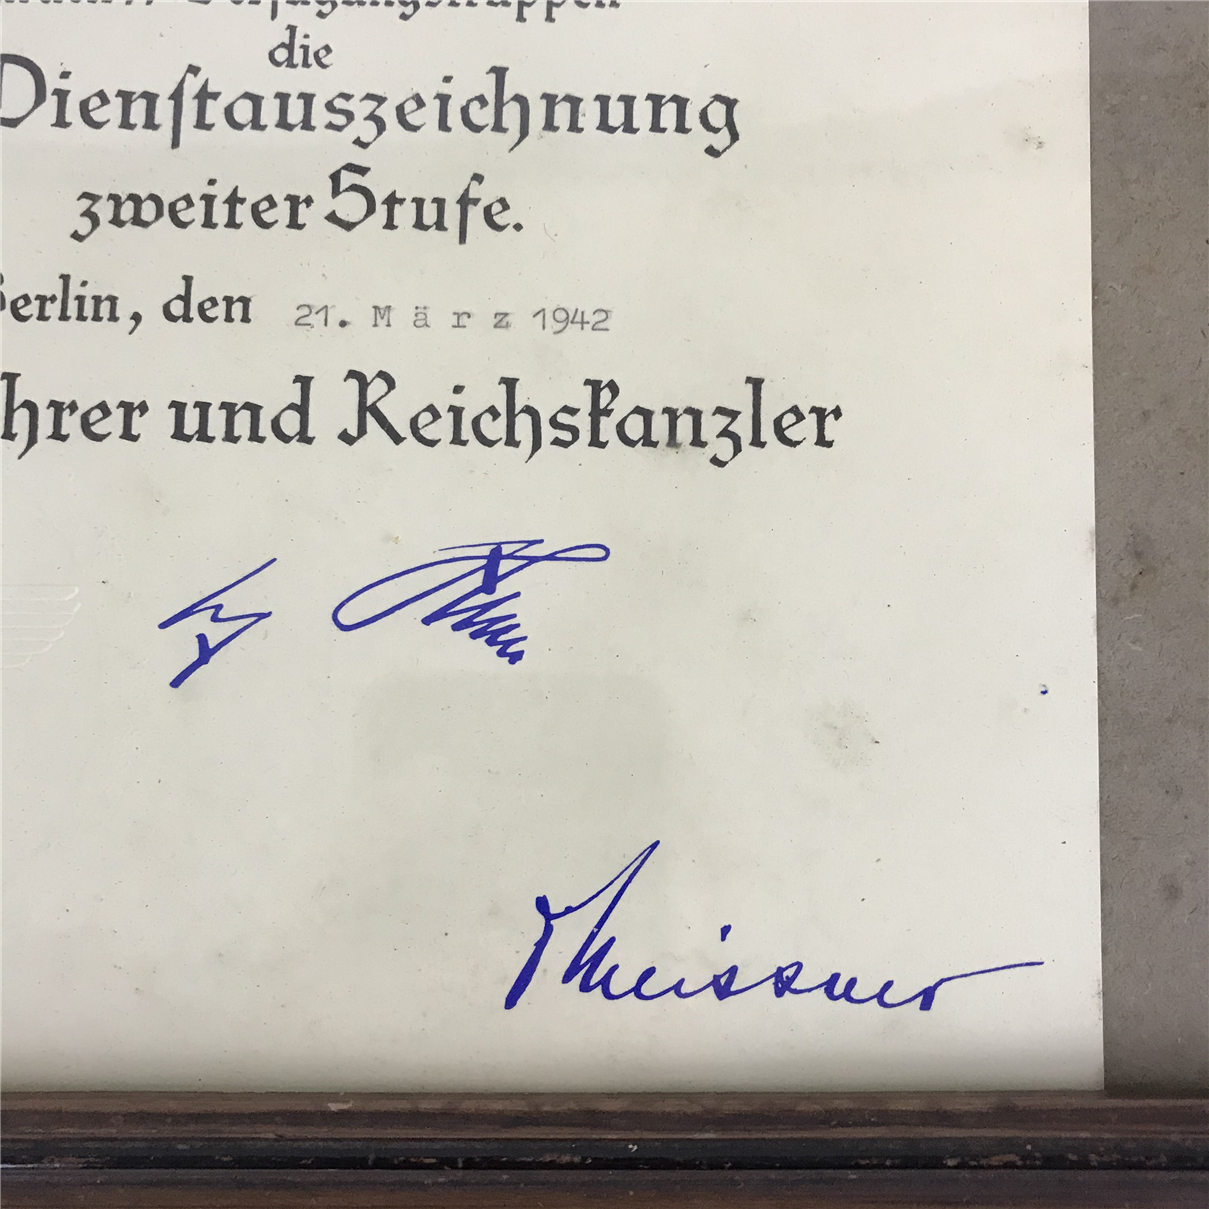 die
Dienstauszeichnung
zweiter Stufe.
erlin, den 21. März 1942
hrer und Reichskanzler
Meissner